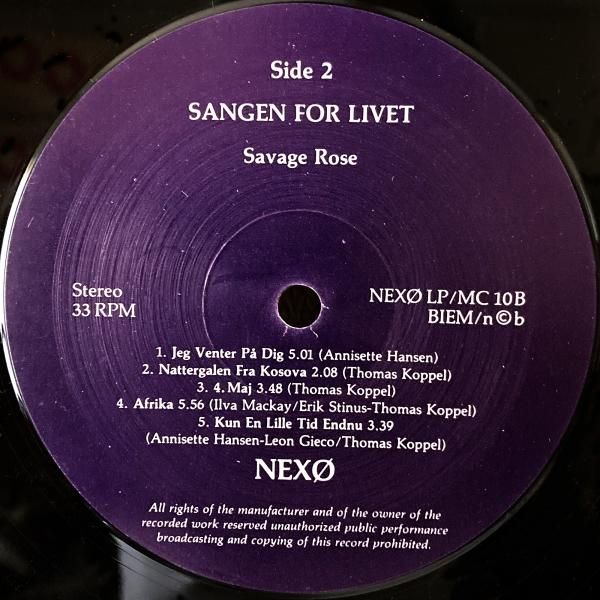 Side 2
SANGEN FOR LIVET
Savage Rose
Stereo
33 RPM
NEXØ LP/MC 10B
BIEM/n©b
1. Jeg Venter På Dig 5.01 (Annisette Hansen)
2. Nattergalen Fra Kosova 2.08 (Thomas Koppel)
3. 4. Maj 3.48 (Thomas Koppel)
4. Afrika 5.56 (Ilva Mackay/Erik Stinus-Thomas Koppel)
5. Kun En Lille Tid Endnu 3.39
(Annisette Hansen-Leon Gieco/Thomas Koppel)
NEXØ
All rights of the manufacturer and of the owner of the
recorded work reserved unauthorized public performance
broadcasting and copying of this record prohibited.